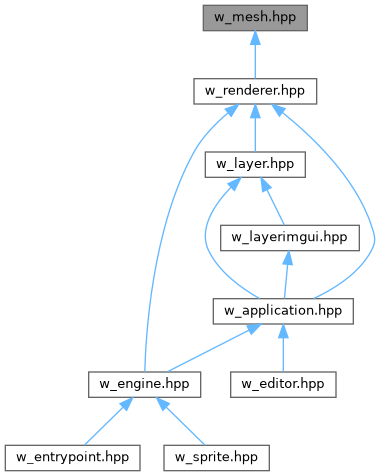 w_mesh.hpp
w_renderer.hpp
w_layer.hpp
w_layerimgui.hpp
w_application.hpp
w_engine.hpp
w_editor.hpp
w_entrypoint.hpp
w_sprite.hpp